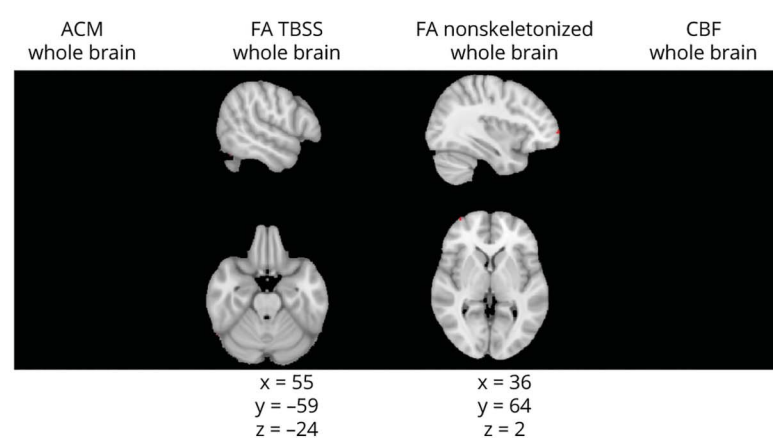 ACM
whole brain
FA TBSS
whole brain
FA nonskeletonized
whole brain
CBF
whole brain
x = 55
y = –59
z = –24
x = 36
y = 64
z = 2